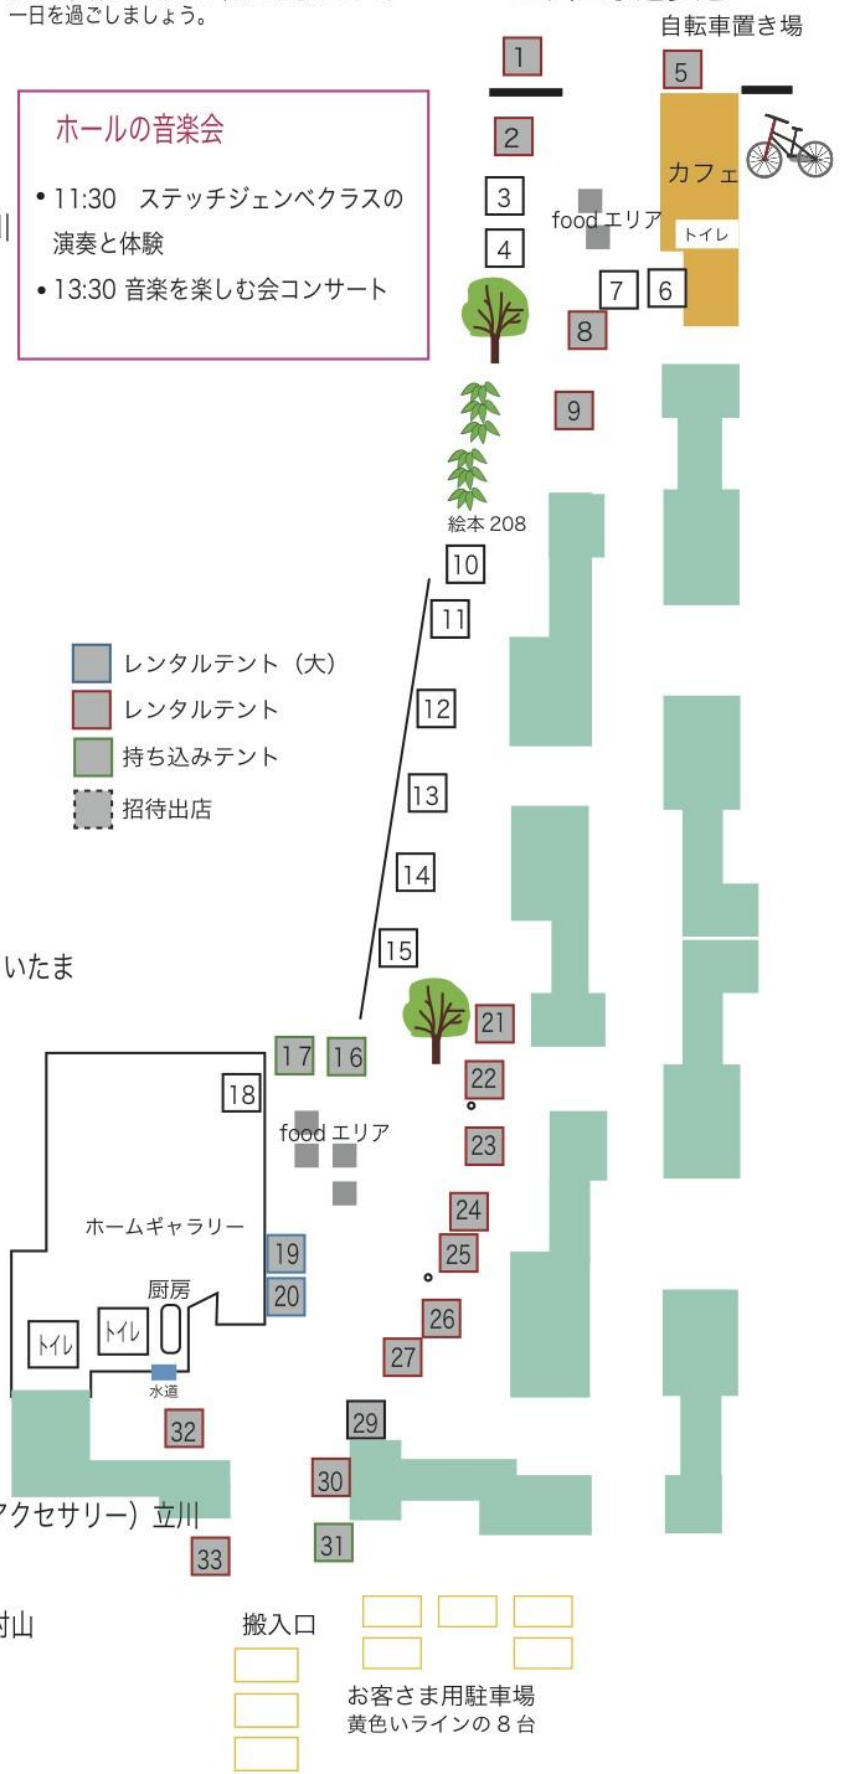 一日を過ごしましょう。
自転車置き場
ホールの音楽会
• 11:30 ステッチジェンベクラスの
演奏と体験
• 13:30 音楽を楽しむ会コンサート
川
1
5
2
カフェ
3
food エリア
トイレ
4
7
6
8
9
絵本 208
10
11
レンタルテント（大）
レンタルテント
持ち込みテント
招待出店
12
13
14
15
いたま
21
17
16
22
18
food エリア
23
24
ホームギャラリー
19
25
20
厨房
トイレ
トイレ
26
27
水道
32
29
30
アクセサリー）立川
31
33
村山
搬入口
お客さま用駐車場
黄色いラインの 8 台